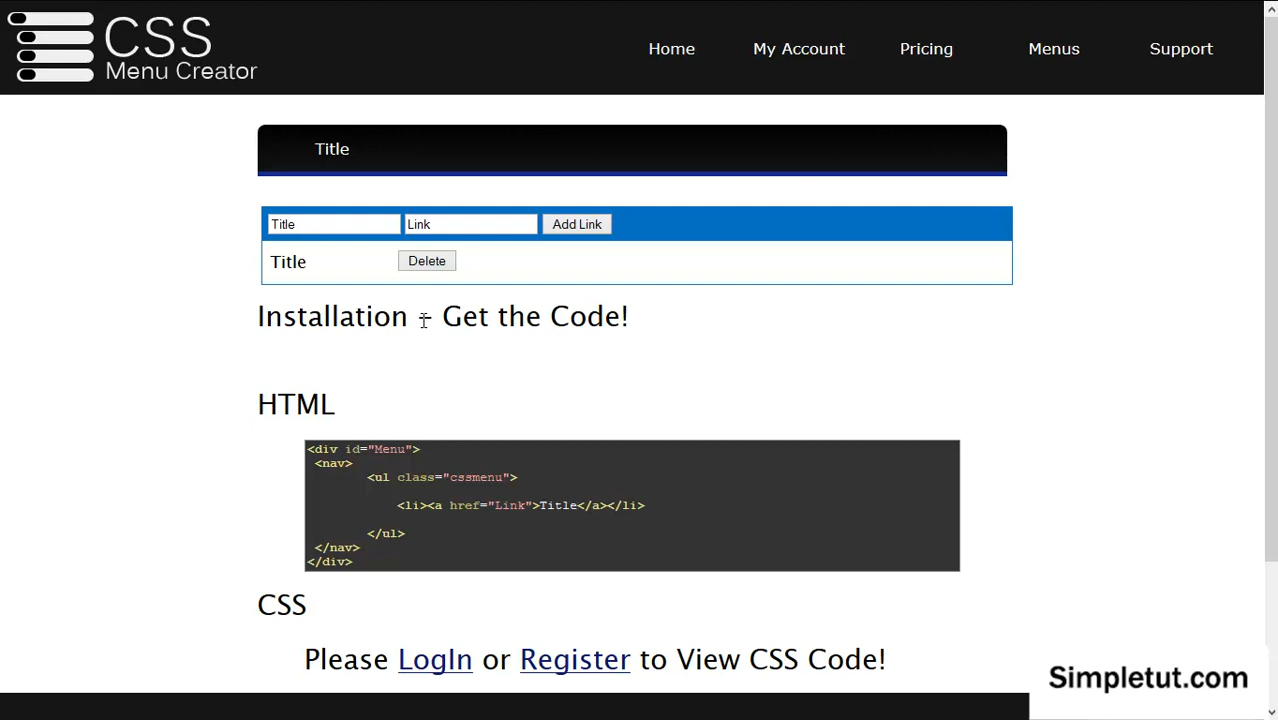 CSS
Menu Creator
Home My Account Pricing Menus Support
Title
Title Link Add Link
Title Delete
Installation - Get the Code!
HTML
<div id="Menu">
<nav>
<ul class="cssmenu">
<li><a href="Link">Title</a></li>
</ul>
</nav>
</div>
CSS
Please LogIn or Register to View CSS Code!
Simpletut.com